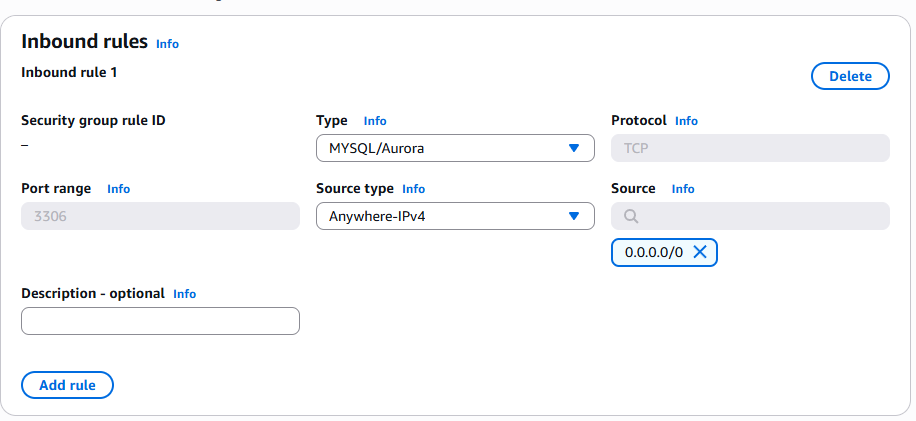 Inbound rules Info
Inbound rule 1
Delete
Security group rule ID
–
Type Info
MYSQL/Aurora
Protocol Info
TCP
Port range Info
3306
Source type Info
Anywhere-IPv4
Source Info
0.0.0.0/0
Description - optional Info
Add rule